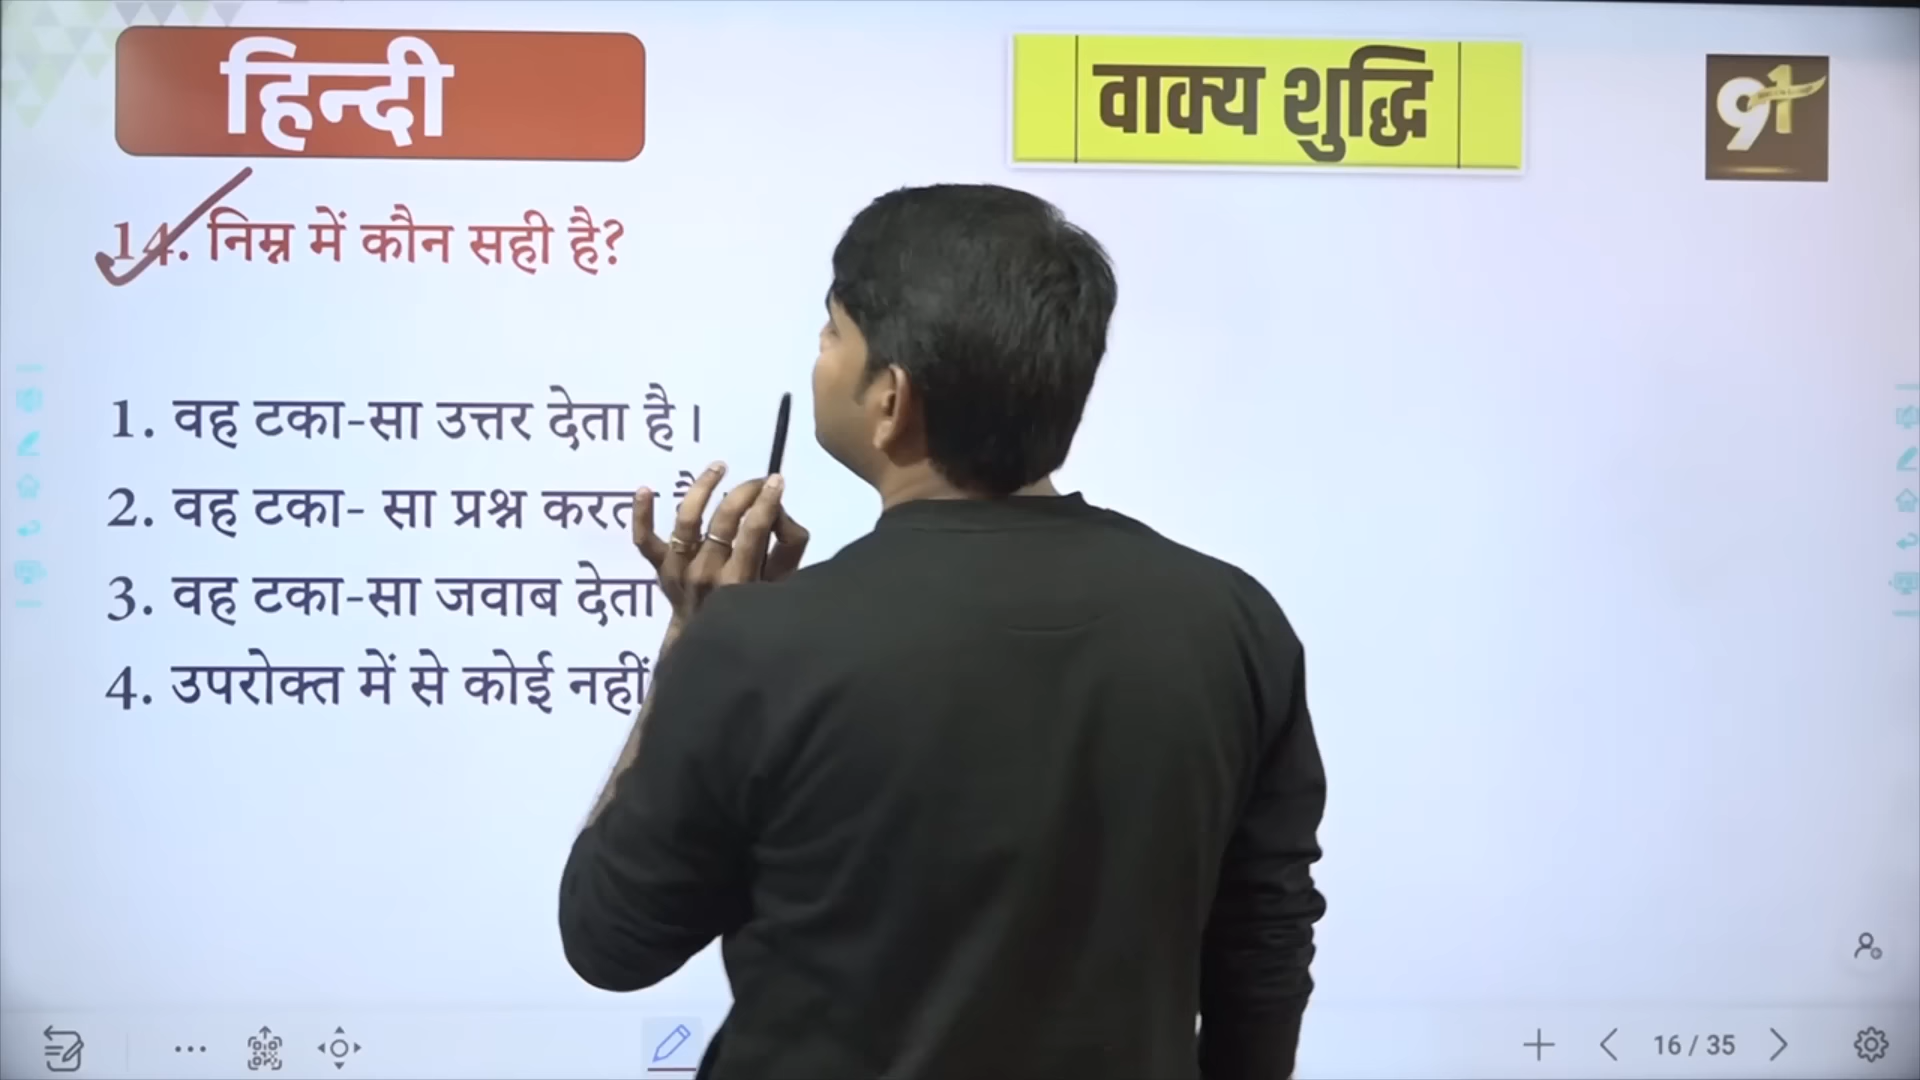 हिन्दी
वाक्य शुद्धि
91
14. निम्न में कौन सही है?
1. वह टका-सा उत्तर देता है।
2. वह टका- सा प्रश्न
3. वह टका-सा जवाब देता
4. उपरोक्त में से कोई नहीं
16 / 35